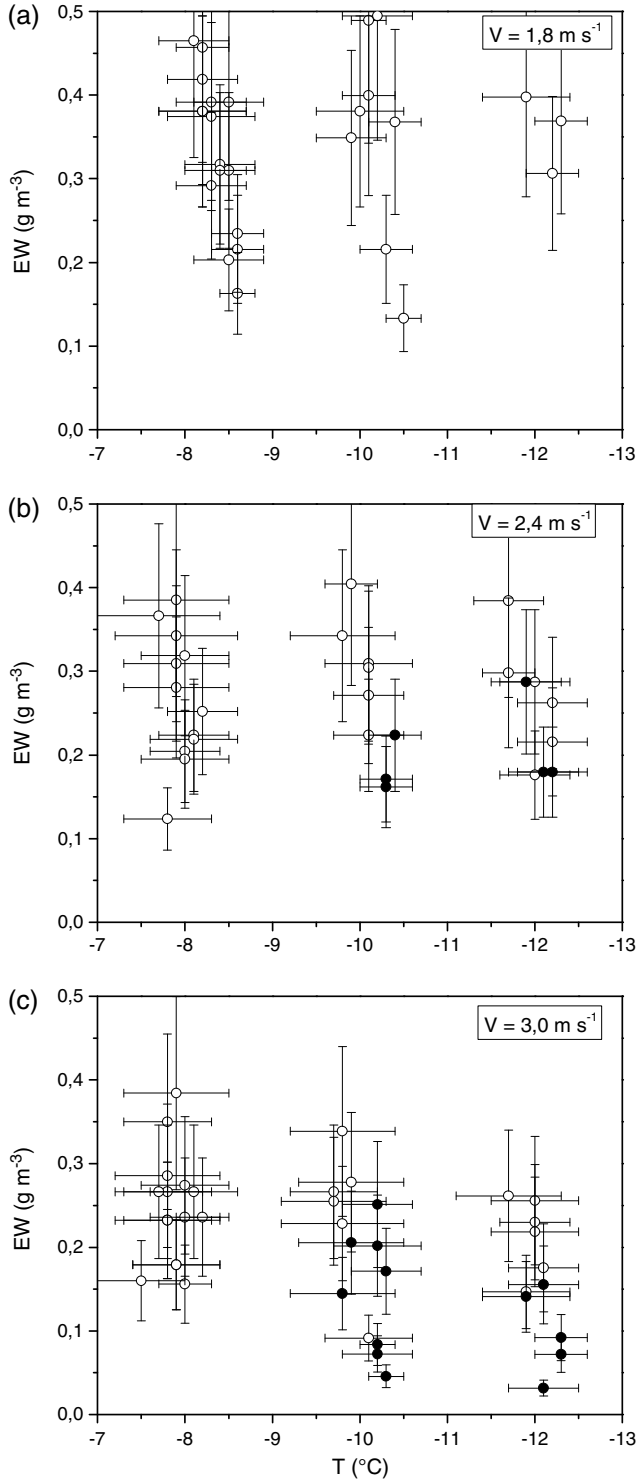 (a)
V = 1,8 m s⁻¹
0,5
0,4
0,3
0,2
0,1
0,0
EW (g m⁻³)
-7 -8 -9 -10 -11 -12 -13
(b)
V = 2,4 m s⁻¹
0,5
0,4
0,3
0,2
0,1
0,0
EW (g m⁻³)
-7 -8 -9 -10 -11 -12 -13
(c)
V = 3,0 m s⁻¹
0,5
0,4
0,3
0,2
0,1
0,0
EW (g m⁻³)
-7 -8 -9 -10 -11 -12 -13
T (°C)